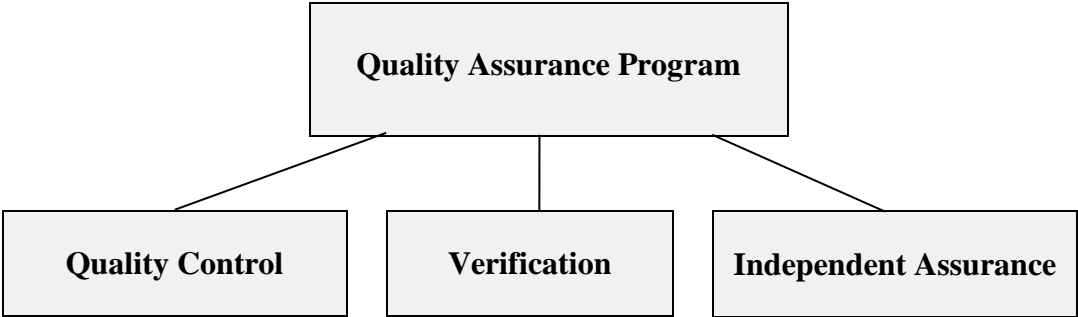 Quality Assurance Program
Quality Control
Verification
Independent Assurance